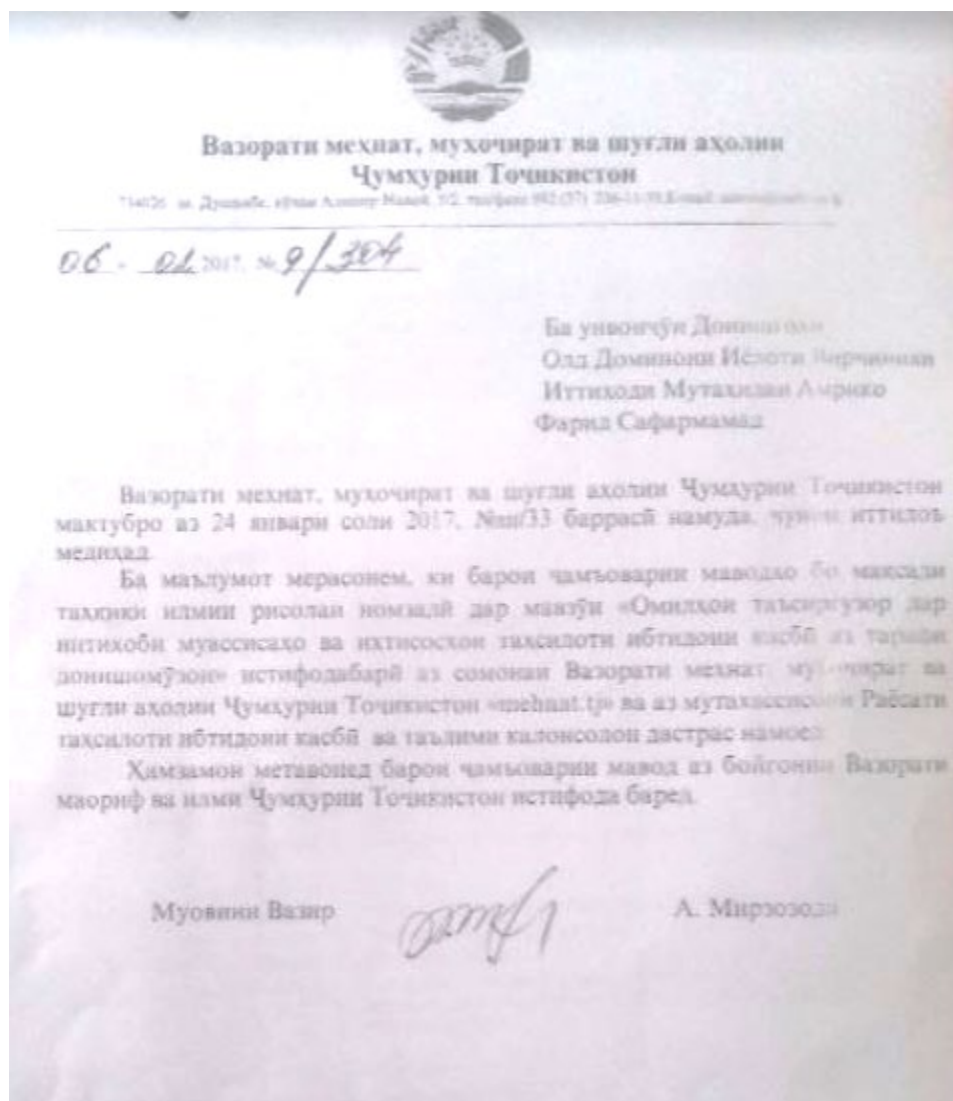 Вазорати меҳнат, муҳоҷират ва шуғли аҳолии
Ҷумҳурии Тоҷикистон
06 - 02 2017, № 9/304
Ба унвонҷӯи Донишгоҳи
Олд Доминони Иёлоти Вирҷинияи
Иттиҳоди Мутаҳидаи Амрико
Фарид Сафармамад
Вазорати меҳнат, муҳоҷират ва шуғли аҳолии Ҷумҳурии Тоҷикистон
мактубро аз 24 январи соли 2017, баррасӣ намуда, чунин иттилоъ
медиҳад.
Ба маълумот мерасонем, ки барои ҷамъоварии маводҳо бо мақсади
таҳқиқи илмии рисолаи номзадӣ дар мавзӯи «Омилҳои таъсиргузор дар
интихоби муассисаҳо ва ихтисосҳои таҳсилоти ибтидоии касбӣ аз тарафи
донишомӯзон» истифодабарӣ аз сомонаи Вазорати меҳнат, муҳоҷират ва
шуғли аҳолии Ҷумҳурии Тоҷикистон «mehnat.tj» ва аз мутахассисони Раёсати
таҳсилоти ибтидоии касбӣ ва таълими калонсолон дастрас намоед.
Ҳамзамон метавонед барои ҷамъоварии мавод аз бойгонии Вазорати
маориф ва илми Ҷумҳурии Тоҷикистон истифода баред.
Муовини Вазир
А. Мирзозода